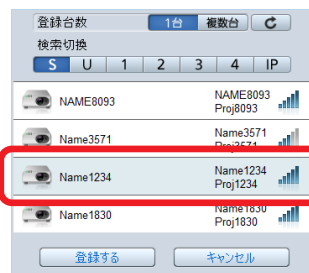 登録台数 1台 複数台
検索切換
S U 1 2 3 4 IP
NAME8093 NAME8093
Proj8093
Name3571 Name3571
Proj3571
Name1234 Name1234
Proj1234
Name1830 Name1830
Proj1830
登録する キャンセル